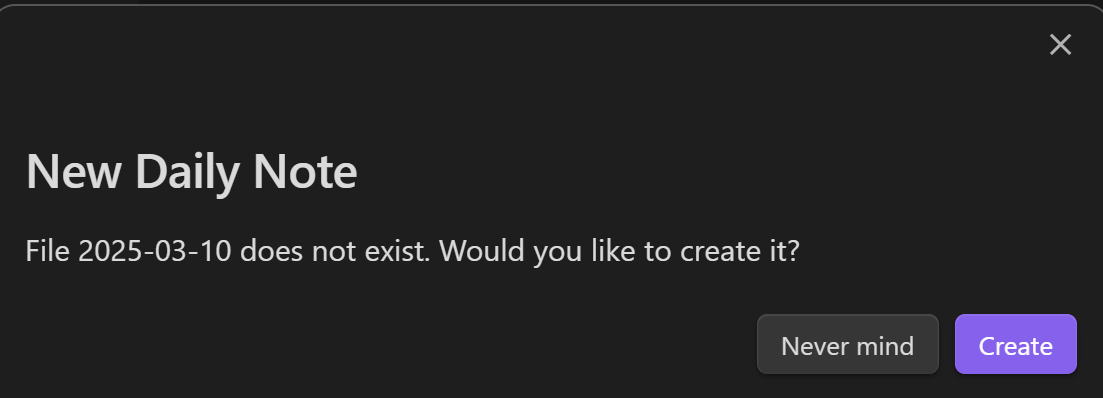 New Daily Note
File 2025-03-10 does not exist. Would you like to create it?
Never mind
Create